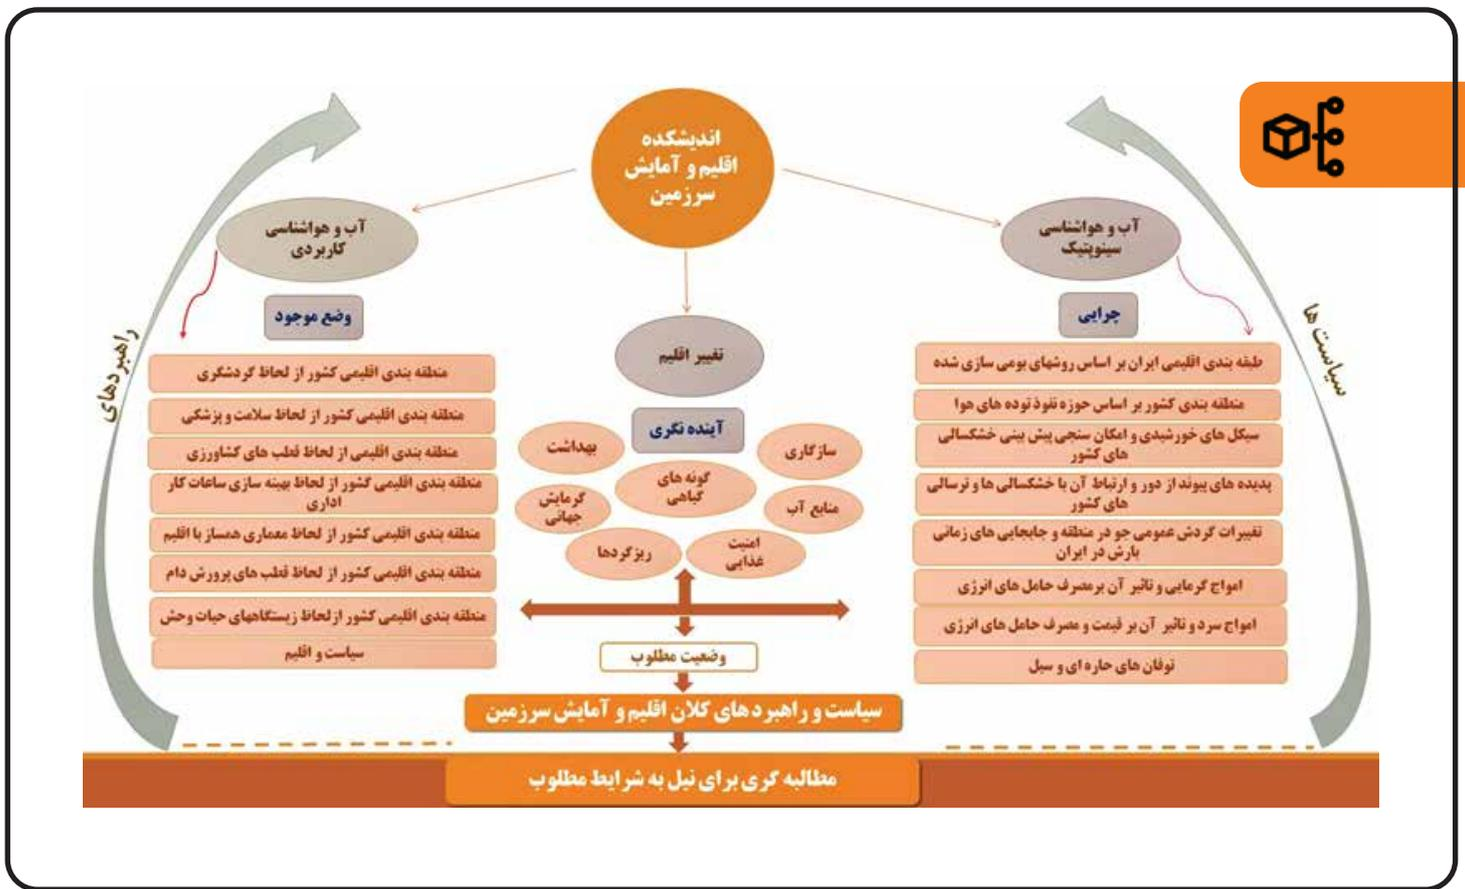 اندیشکده
اقلیم و آمایش
سرزمین
آب و هواشناسی
سینوپتیک
چرایی
طبقه بندی اقلیمی ایران بر اساس روشهای بومی سازی شده
منطقه بندی کشور بر اساس حوزه نفوذ توده های هوا
سیکل های خورشیدی و امکان سنجی پیش بینی خشکسالی
های کشور
پدیده های پیوند از دور و ارتباط آن با خشکسالی ها و ترسالی
های کشور
تغییرات گردش عمومی جو در منطقه و جابجایی های زمانی
بارش در ایران
امواج گرمایی و تاثیر آن بر مصرف حامل های انرژی
امواج سرد و تاثیر آن بر قیمت و مصرف حامل های انرژی
توفان های حاره ای و سیل
سیاست ها
تغییر اقلیم
آینده نگری
سازگاری
بهداشت
گونه های
گیاهی
منابع آب
گرمایش
جهانی
امنیت
غذایی
ریزگردها
آب و هواشناسی
کاربردی
وضع موجود
منطقه بندی اقلیمی کشور از لحاظ گردشگری
منطقه بندی اقلیمی کشور از لحاظ سلامت و پزشکی
منطقه بندی اقلیمی از لحاظ قطب های کشاورزی
منطقه بندی اقلیمی کشور از لحاظ بهینه سازی ساعات کار
اداری
منطقه بندی اقلیمی کشور از لحاظ معماری همساز با اقلیم
منطقه بندی اقلیمی کشور از لحاظ قطب های پرورش دام
منطقه بندی اقلیمی کشور از لحاظ زیستگاههای حیات وحش
سیاست و اقلیم
راهبردهای
وضعیت مطلوب
سیاست و راهبردهای کلان اقلیم و آمایش سرزمین
مطالبه گری برای نیل به شرایط مطلوب